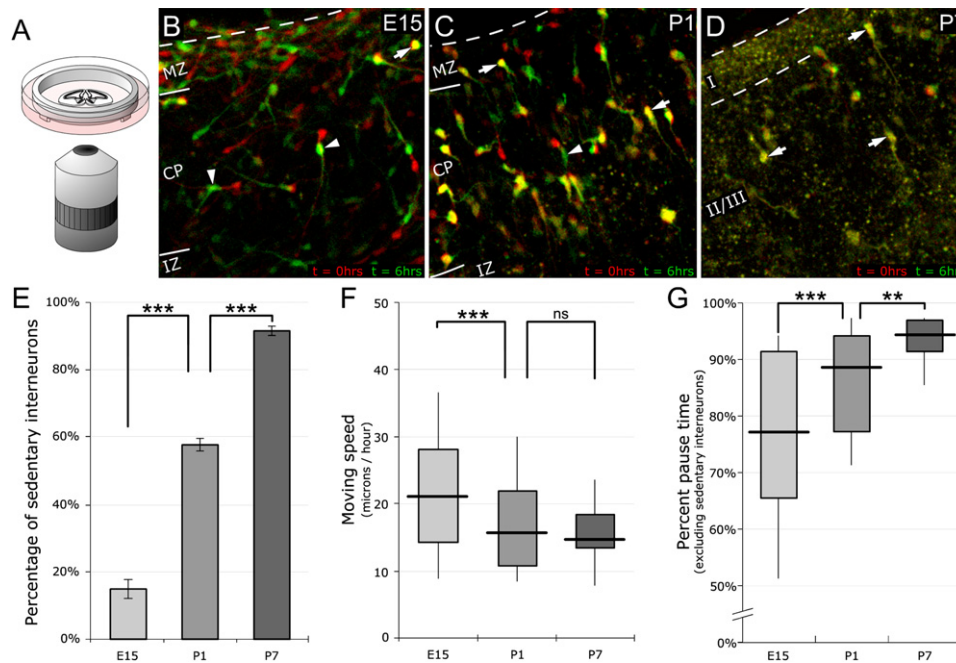 A
B
E15
MZ
CP
IZ
t = 0hrs
t = 6hrs
C
P1
MZ
CP
IZ
t = 0hrs
t = 6hrs
D
P7
I
II/III
t = 0hrs
t = 6hrs
E
Percentage of sedentary interneurons
100%
80%
60%
40%
20%
0%
***
***
E15
P1
P7
F
Moving speed
(microns / hour)
50
40
30
20
10
0
***
ns
E15
P1
P7
G
Percent pause time
(excluding sedentary interneurons)
100%
90%
80%
70%
60%
50%
0%
***
**
E15
P1
P7